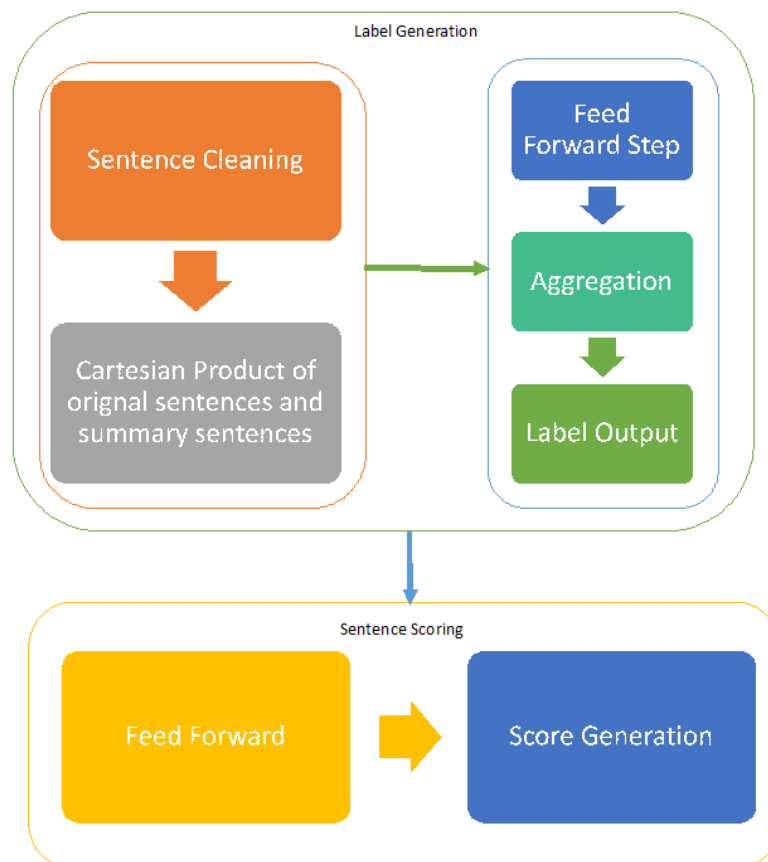 Label Generation
Sentence Cleaning
Cartesian Product of
orignal sentences and
summary sentences
Feed
Forward Step
Aggregation
Label Output
Sentence Scoring
Feed Forward
Score Generation